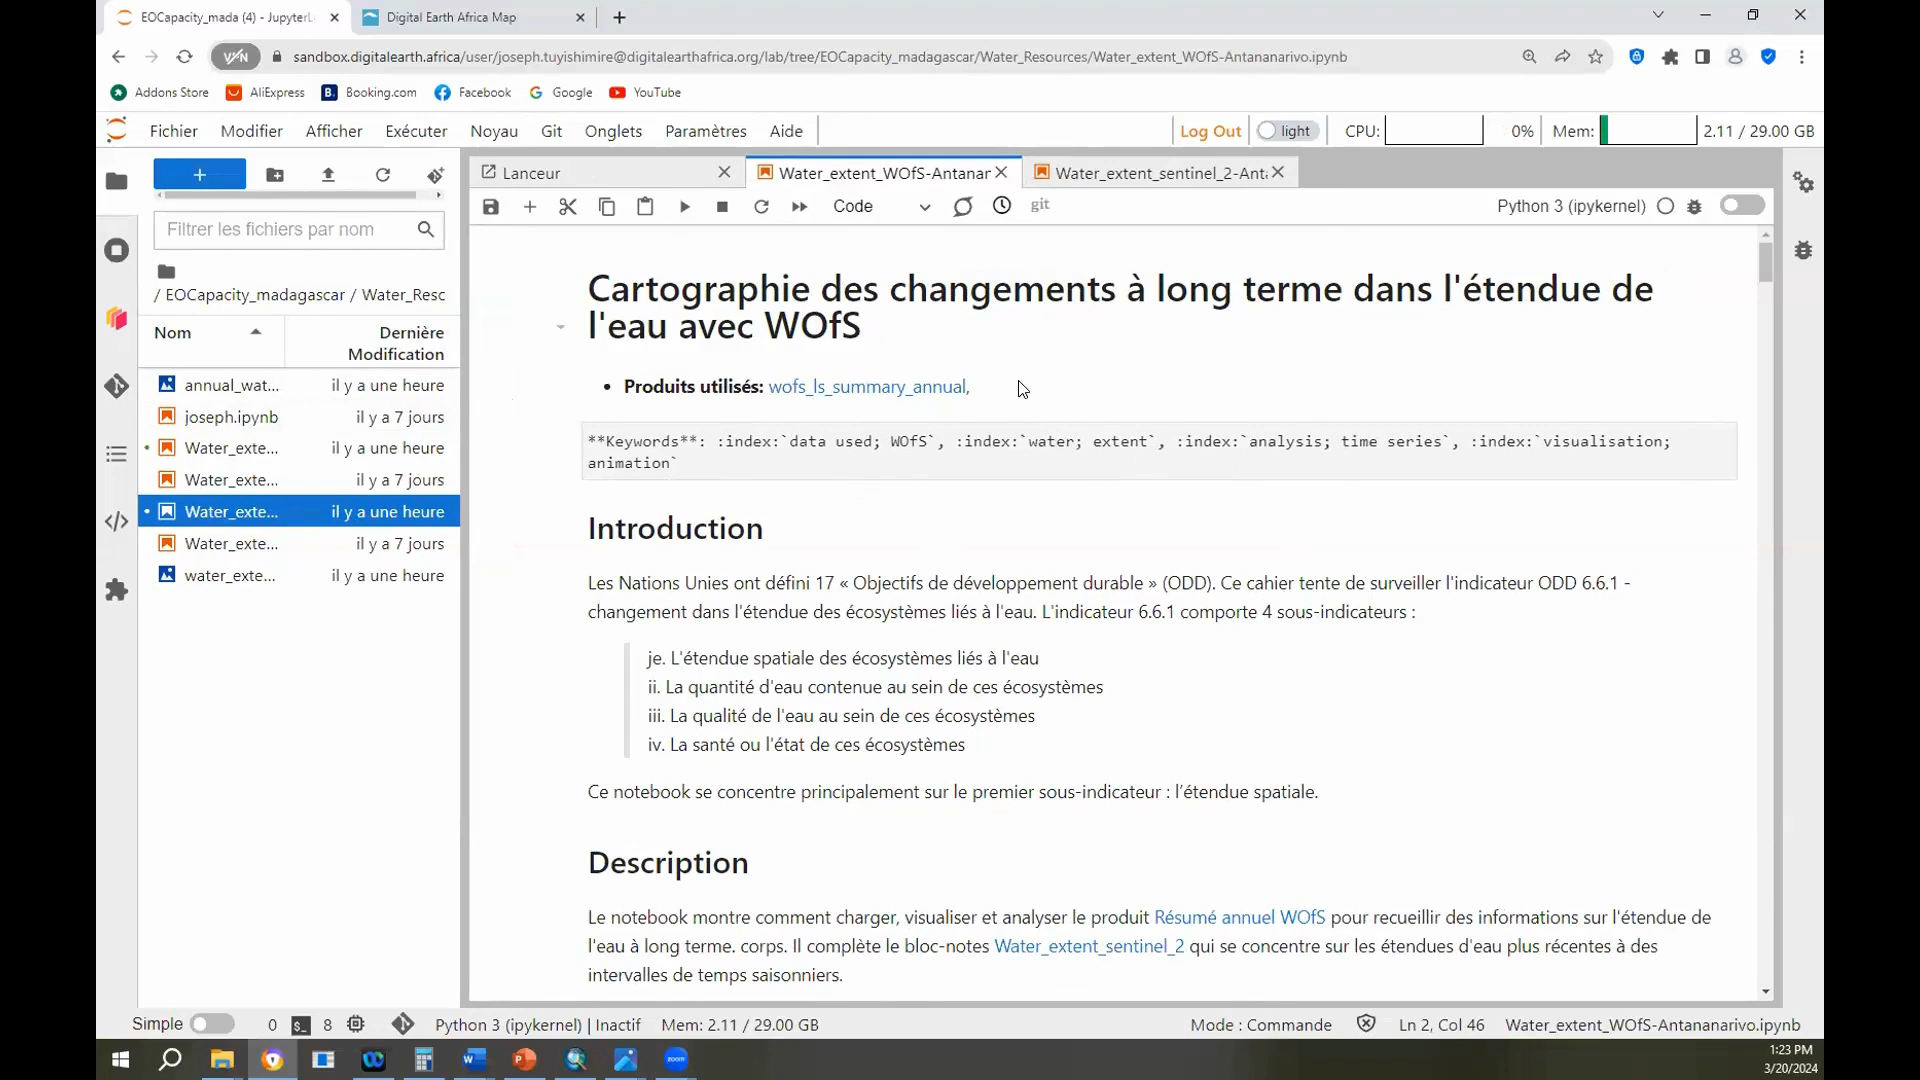 EOCapacity_mada (4) - JupyterL
Digital Earth Africa Map
VPN
sandbox.digitalearth.africa/user/joseph.tuyishimire@digitalearthafrica.org/lab/tree/EOCapacity_madagascar/Water_Resources/Water_extent_WOfS-Antananarivo.ipynb
Addons Store AliExpress Booking.com Facebook Google YouTube
Fichier Modifier Afficher Exécuter Noyau Git Onglets Paramètres Aide
Log Out light CPU: 0% Mem: 2.11 / 29.00 GB
Lanceur
Water_extent_WOfS-Antanar
Water_extent_sentinel_2-Ant
Code git Python 3 (ipykernel)
Filtrer les fichiers par nom
/ EOCapacity_madagascar / Water_Resc
Nom Dernière Modification
annual_wat... il y a une heure
joseph.ipynb il y a 7 jours
Water_exte... il y a une heure
Water_exte... il y a 7 jours
Water_exte... il y a une heure
Water_exte... il y a 7 jours
water_exte... il y a une heure
Cartographie des changements à long terme dans l'étendue de
l'eau avec WOfS
• Produits utilisés: wofs_ls_summary_annual,
**Keywords**: :index:`data used; WOfS`, :index:`water; extent`, :index:`analysis; time series`, :index:`visualisation;
animation`
Introduction
Les Nations Unies ont défini 17 « Objectifs de développement durable » (ODD). Ce cahier tente de surveiller l'indicateur ODD 6.6.1 -
changement dans l'étendue des écosystèmes liés à l'eau. L'indicateur 6.6.1 comporte 4 sous-indicateurs :
je. L'étendue spatiale des écosystèmes liés à l'eau
ii. La quantité d'eau contenue au sein de ces écosystèmes
iii. La qualité de l'eau au sein de ces écosystèmes
iv. La santé ou l'état de ces écosystèmes
Ce notebook se concentre principalement sur le premier sous-indicateur : l'étendue spatiale.
Description
Le notebook montre comment charger, visualiser et analyser le produit Résumé annuel WOfS pour recueillir des informations sur l'étendue de
l'eau à long terme. corps. Il complète le bloc-notes Water_extent_sentinel_2 qui se concentre sur les étendues d'eau plus récentes à des
intervalles de temps saisonniers.
Simple 0 8 Python 3 (ipykernel) | Inactif Mem: 2.11 / 29.00 GB
Mode : Commande Ln 2, Col 46 Water_extent_WOfS-Antananarivo.ipynb
1:23 PM
3/20/2024